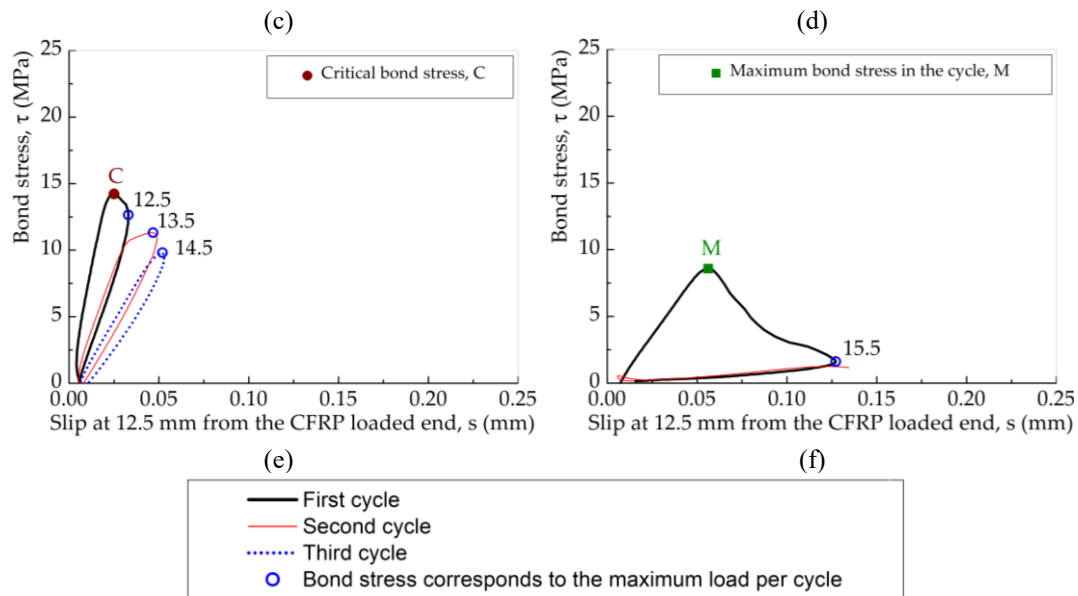 (c)
(d)
25
20
15
10
5
0
Bond stress, τ (MPa)
Critical bond stress, C
C
12.5
13.5
14.5
0.00
0.05
0.10
0.15
0.20
0.25
Slip at 12.5 mm from the CFRP loaded end, s (mm)
25
20
15
10
5
0
Bond stress, τ (MPa)
Maximum bond stress in the cycle, M
M
15.5
0.00
0.05
0.10
0.15
0.20
0.25
Slip at 12.5 mm from the CFRP loaded end, s (mm)
(e)
(f)
First cycle
Second cycle
Third cycle
Bond stress corresponds to the maximum load per cycle